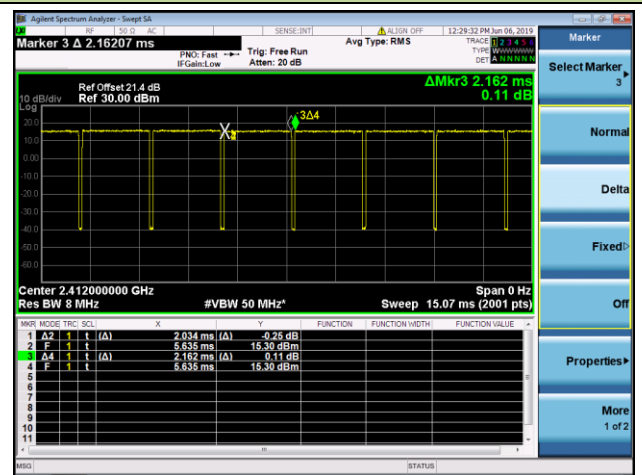 Agilent Spectrum Analyzer - Swept SA
RF 50 Ω AC SENSE:INT ALIGN OFF 12:29:32 PM Jun 06, 2019
Marker 3 Δ 2.16207 ms
PNO: Fast Trig: Free Run Avg Type: RMS TRACE 1 2 3 4 5 6
IFGain:Low Atten: 20 dB TYPE WWWWWW
DET A N N N N N
Ref Offset 21.4 dB ΔMkr3 2.162 ms
10 dB/div Ref 30.00 dBm 0.11 dB
Log
20.0
10.0
0.00
-10.0
-20.0
-30.0
-40.0
-50.0
-60.0
3Δ4
Center 2.412000000 GHz Span 0 Hz
Res BW 8 MHz #VBW 50 MHz* Sweep 15.07 ms (2001 pts)
MKR MODE TRC SCL X Y FUNCTION FUNCTION WIDTH FUNCTION VALUE
1 Δ2 1 t (Δ) 2.034 ms (Δ) -0.25 dB
2 F 1 t 5.635 ms 15.30 dBm
3 Δ4 1 t (Δ) 2.162 ms (Δ) 0.11 dB
4 F 1 t 5.635 ms 15.30 dBm
5
6
7
8
9
10
11
MSG STATUS
Marker
Select Marker
3
Normal
Delta
Fixed
Off
Properties
More
1 of 2